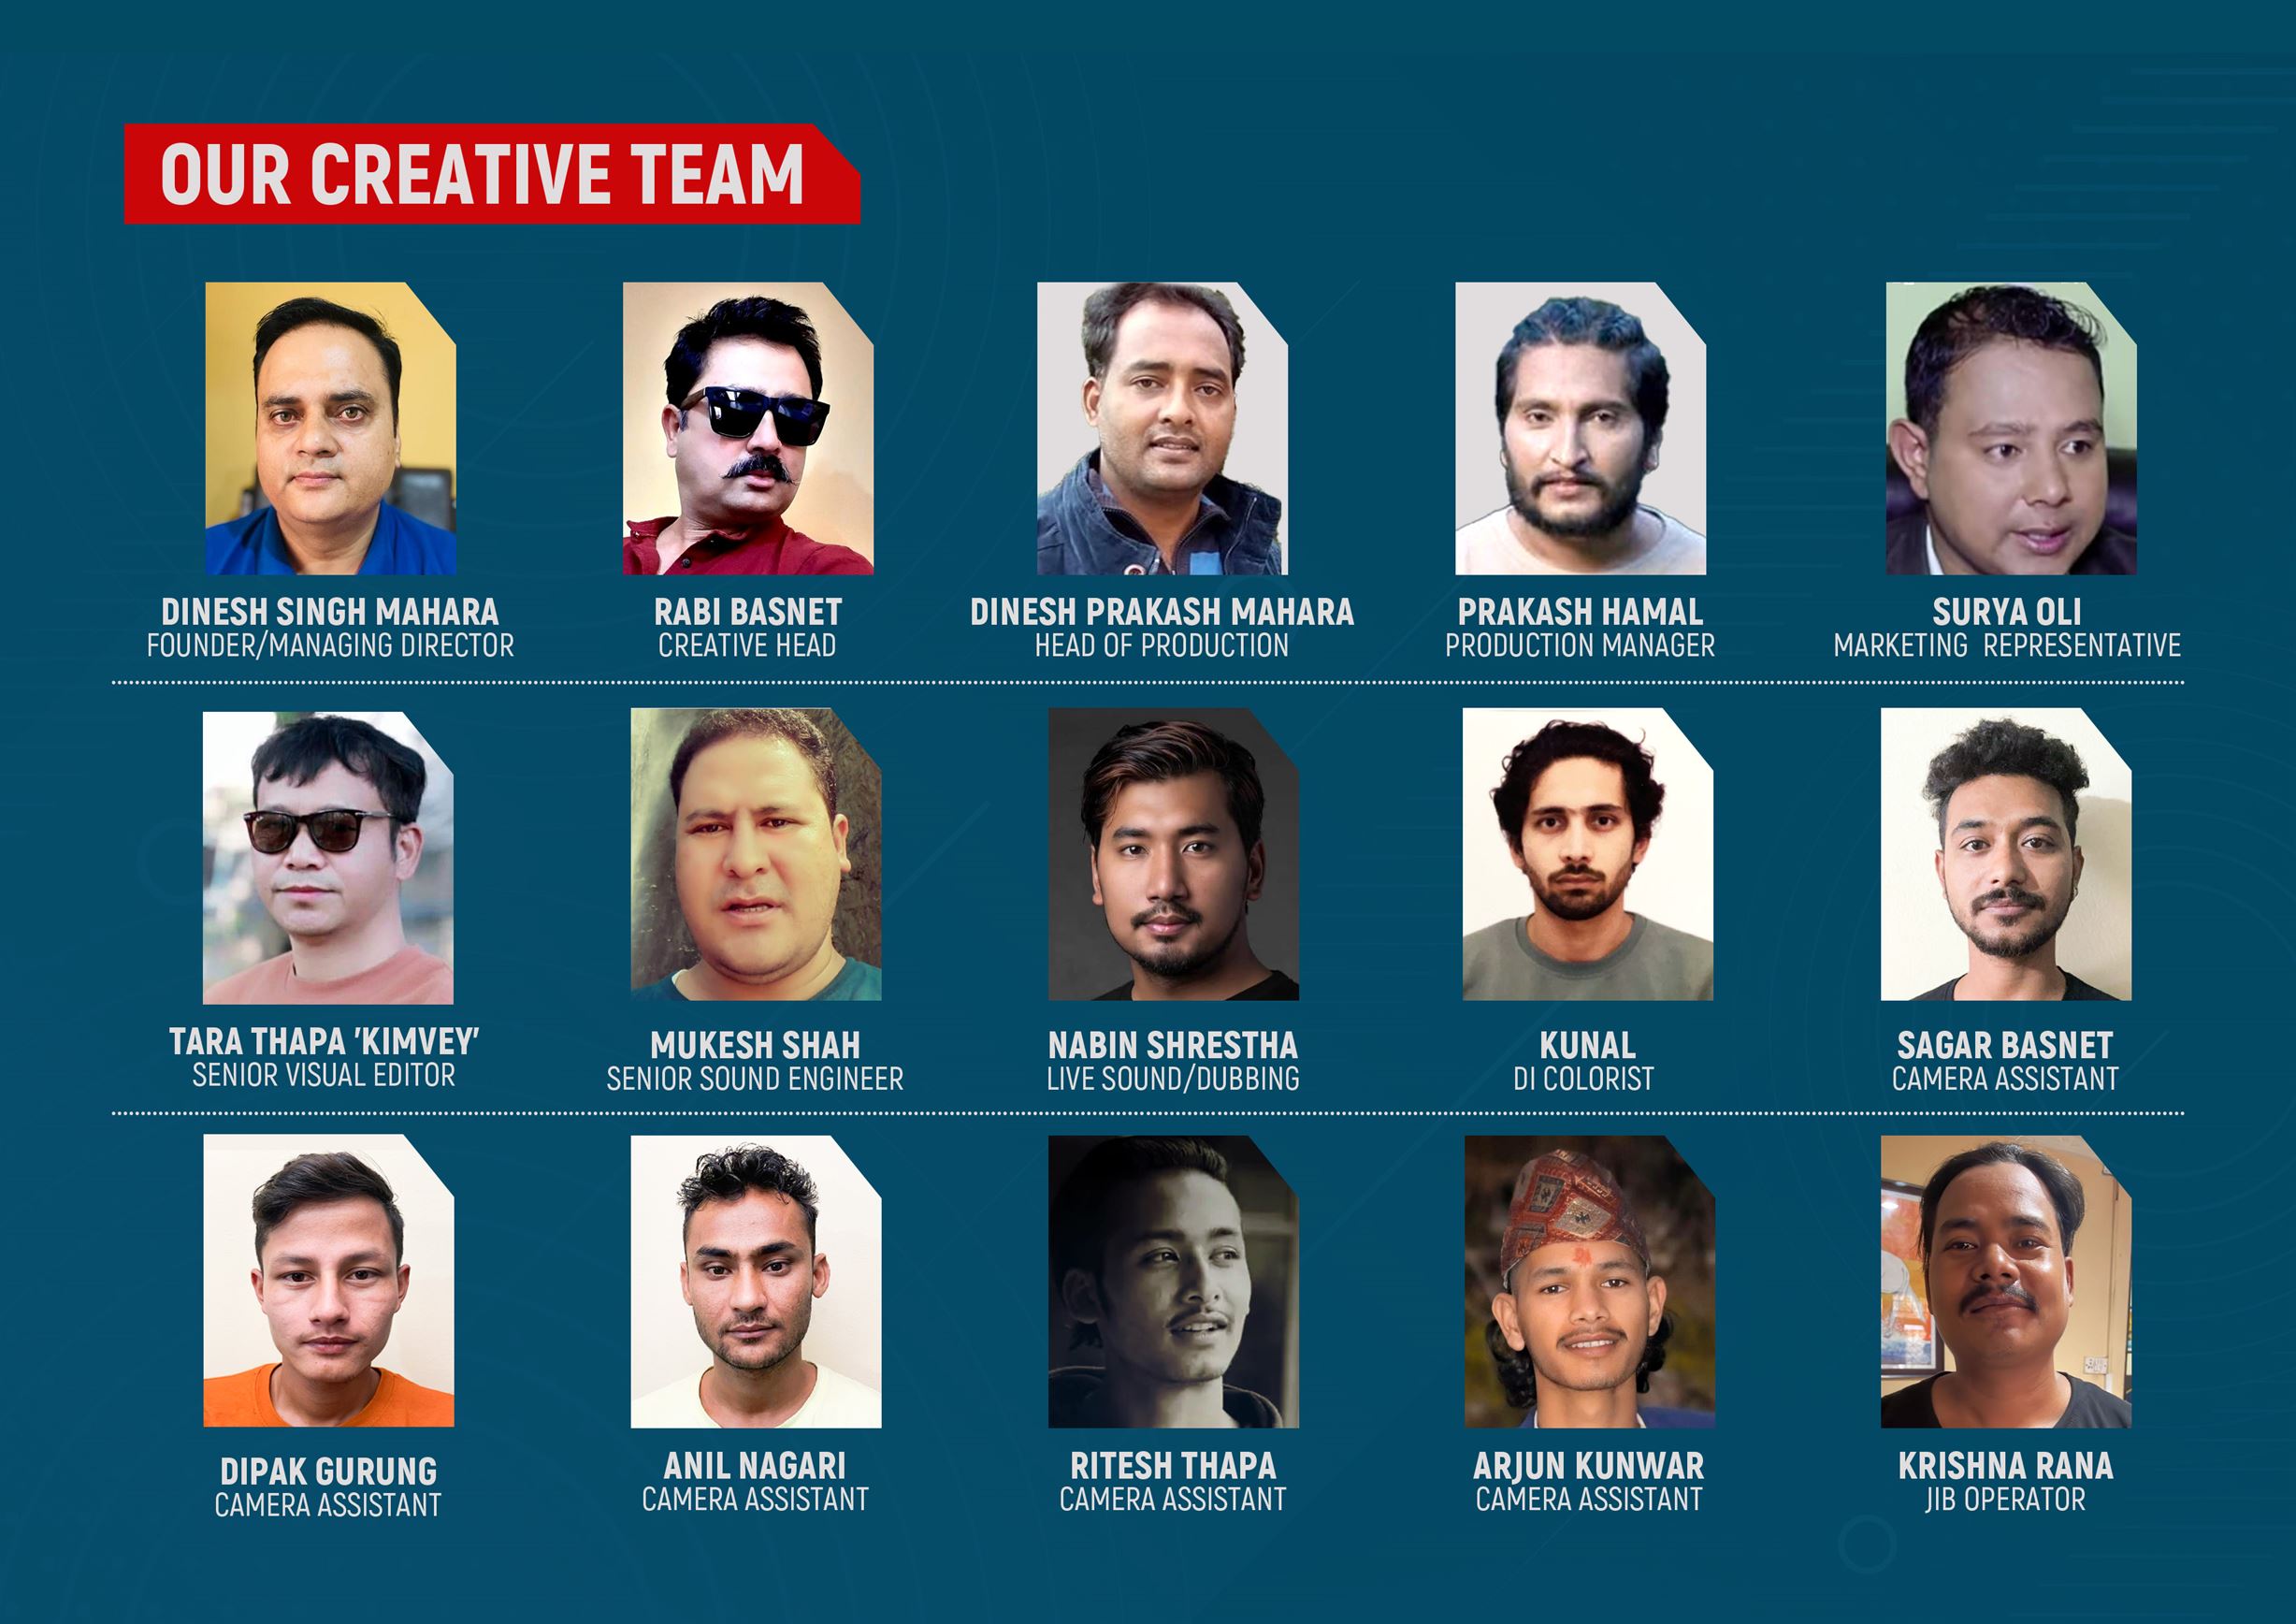 OUR CREATIVE TEAM
DINESH SINGH MAHARA
FOUNDER/MANAGING DIRECTOR
RABI BASNET
CREATIVE HEAD
DINESH PRAKASH MAHARA
HEAD OF PRODUCTION
PRAKASH HAMAL
PRODUCTION MANAGER
SURYA OLI
MARKETING REPRESENTATIVE
TARA THAPA 'KIMVEY'
SENIOR VISUAL EDITOR
MUKESH SHAH
SENIOR SOUND ENGINEER
NABIN SHRESTHA
LIVE SOUND/DUBBING
KUNAL
DI COLORIST
SAGAR BASNET
CAMERA ASSISTANT
DIPAK GURUNG
CAMERA ASSISTANT
ANIL NAGARI
CAMERA ASSISTANT
RITESH THAPA
CAMERA ASSISTANT
ARJUN KUNWAR
CAMERA ASSISTANT
KRISHNA RANA
JIB OPERATOR